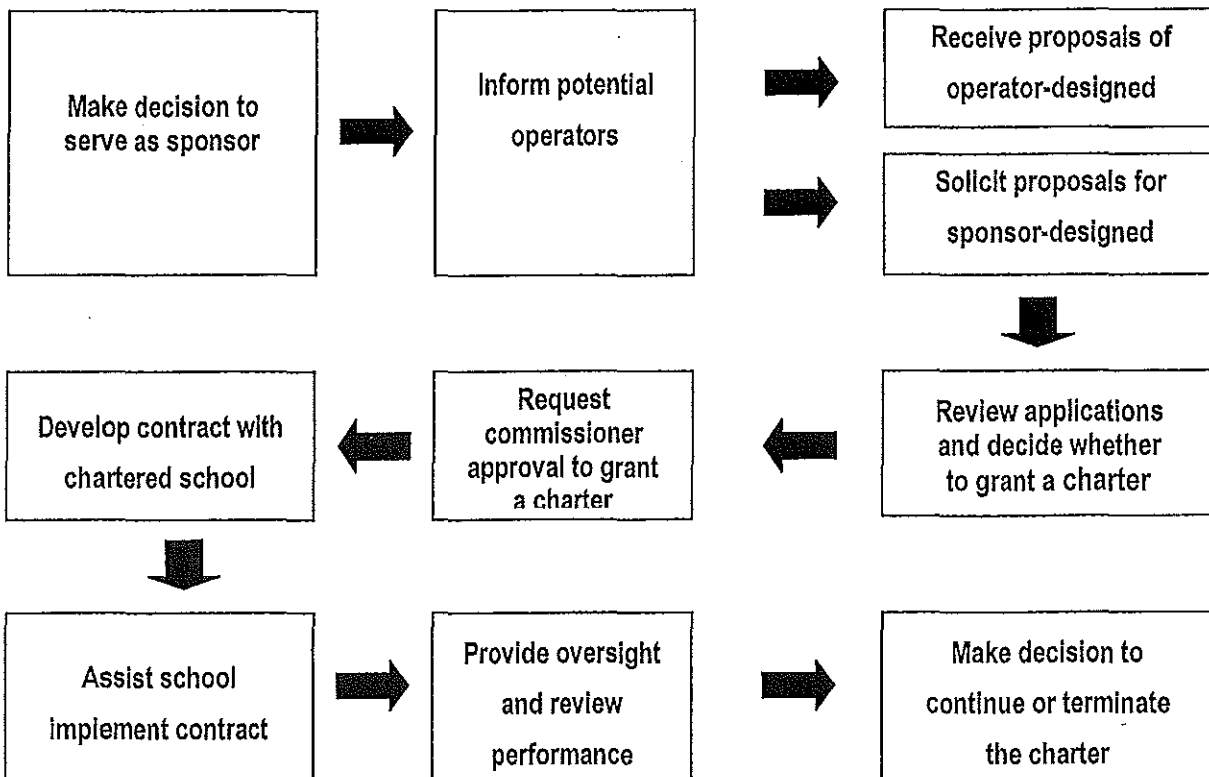 Make decision to
serve as sponsor
Inform potential
operators
Receive proposals of
operator-designed
Solicit proposals for
sponsor-designed
Review applications
and decide whether
to grant a charter
Request
commissioner
approval to grant
a charter
Develop contract with
chartered school
Assist school
implement contract
Provide oversight
and review
performance
Make decision to
continue or terminate
the charter